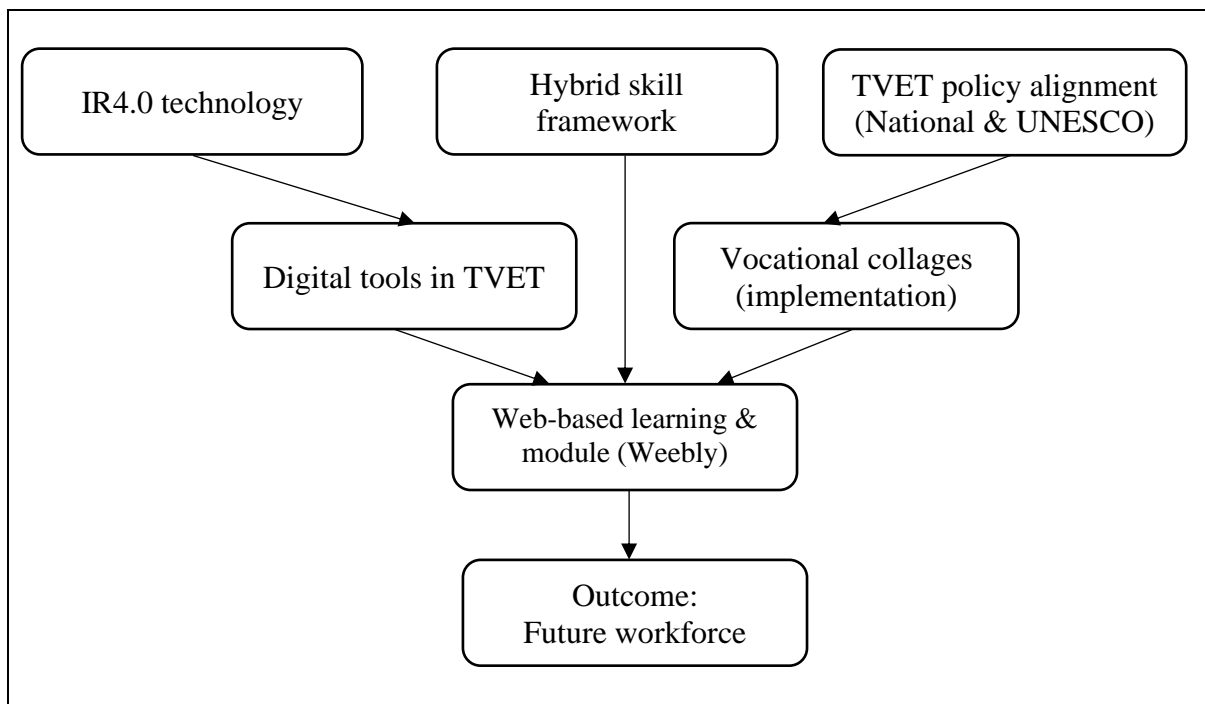 IR4.0 technology
Hybrid skill
framework
TVET policy alignment
(National & UNESCO)
Digital tools in TVET
Vocational collages
(implementation)
Web-based learning &
module (Weebly)
Outcome:
Future workforce